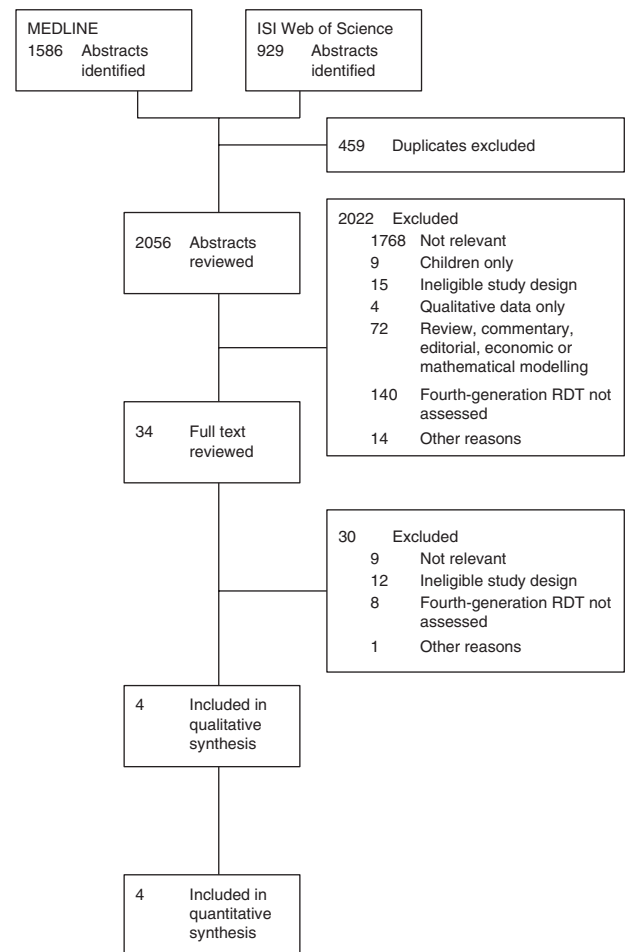 MEDLINE
1586 Abstracts
identified
ISI Web of Science
929 Abstracts
identified
459 Duplicates excluded
2056 Abstracts
reviewed
2022 Excluded
1768 Not relevant
9 Children only
15 Ineligible study design
4 Qualitative data only
72 Review, commentary,
editorial, economic or
mathematical modelling
140 Fourth-generation RDT not
assessed
14 Other reasons
34 Full text
reviewed
30 Excluded
9 Not relevant
12 Ineligible study design
8 Fourth-generation RDT not
assessed
1 Other reasons
4 Included in
qualitative
synthesis
4 Included in
quantitative
synthesis